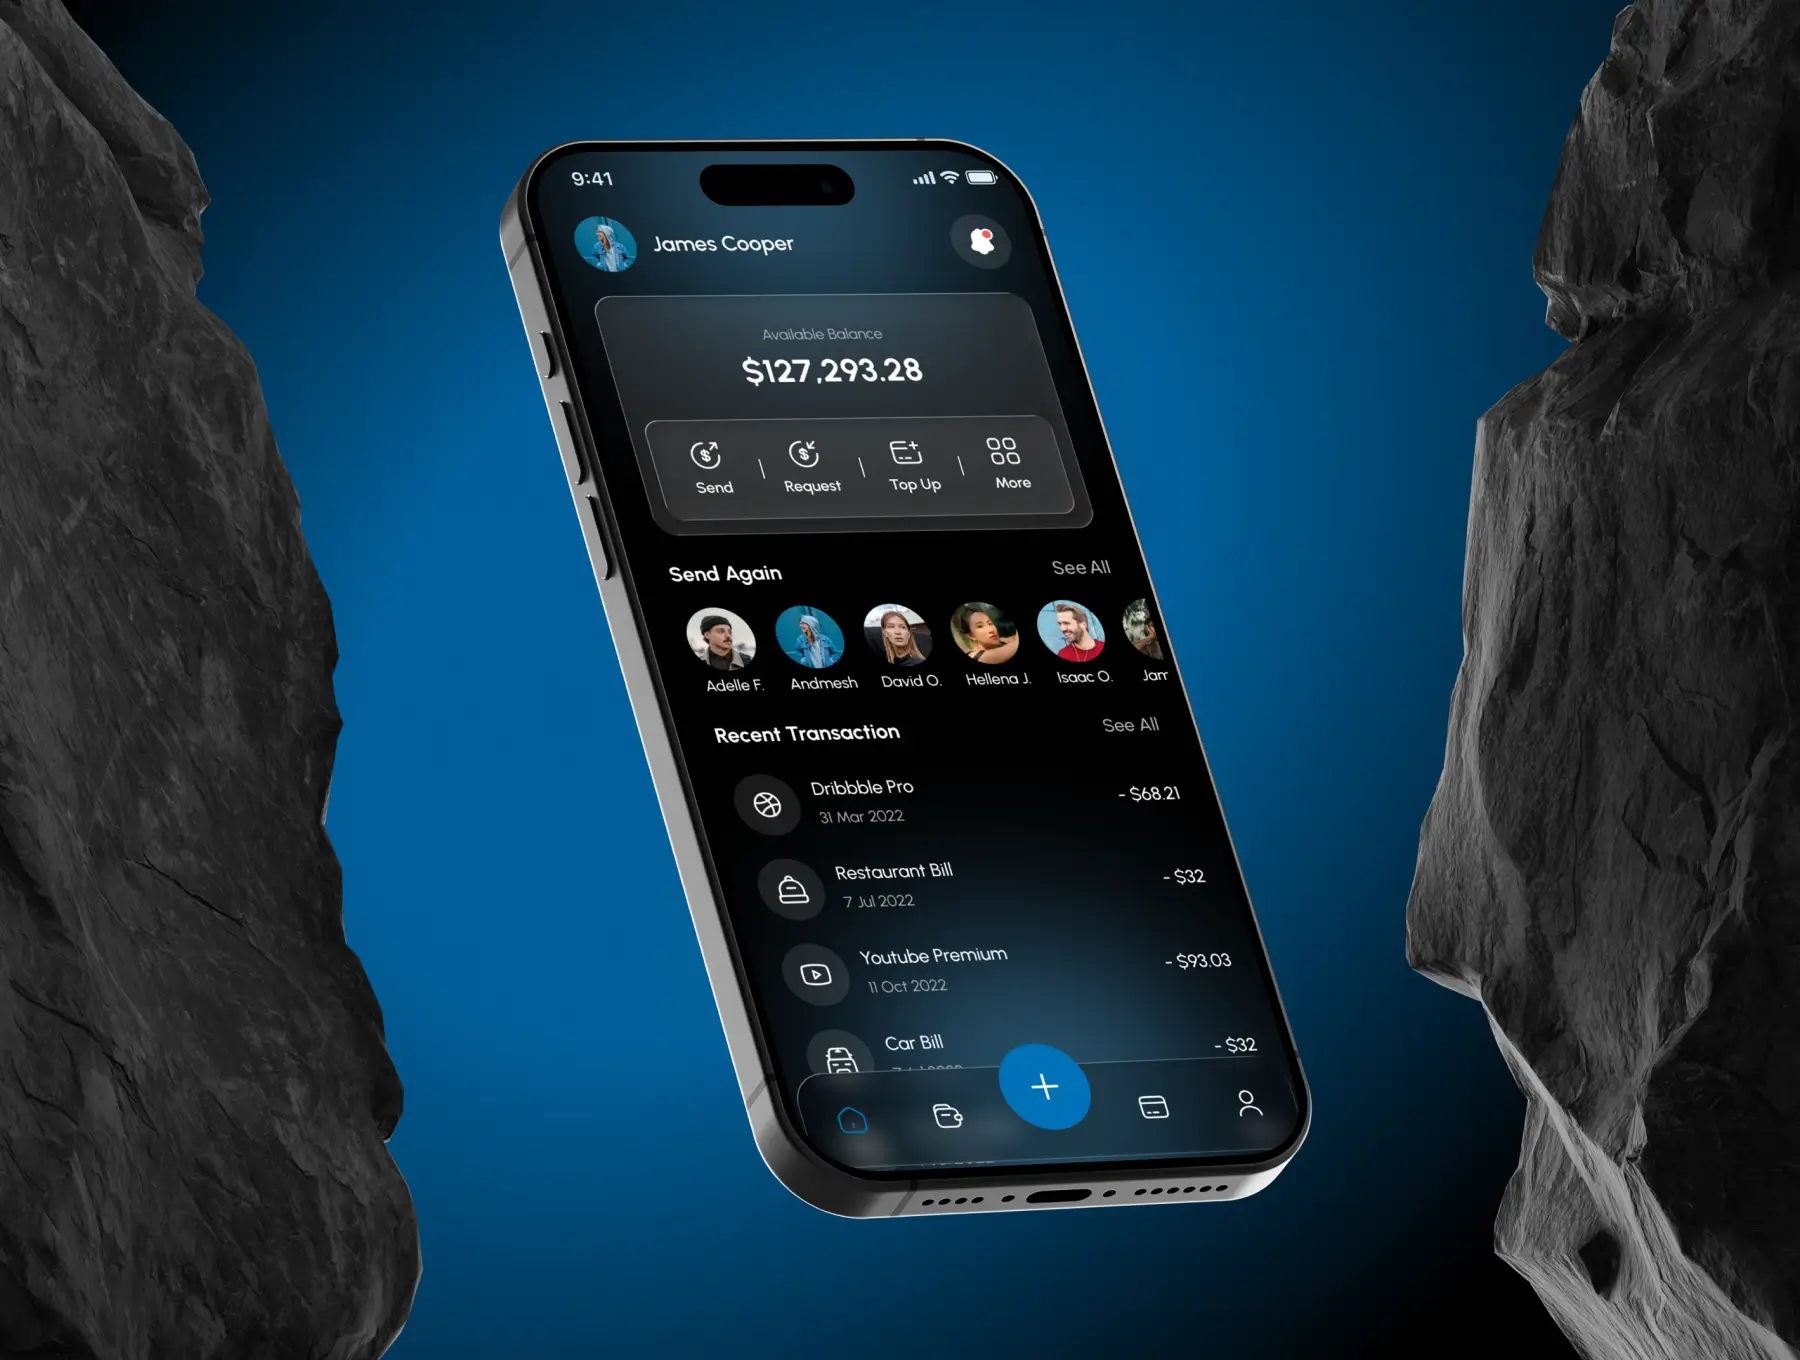 9:41
James Cooper
Available Balance
$127,293.28
Send
Request
Top Up
More
Send Again
See All
Adelle F.
Andmesh
David O.
Hellena J.
Isaac O.
Jam
Recent Transaction
See All
Dribbble Pro
- $68.21
31 Mar 2022
Restaurant Bill
- $32
7 Jul 2022
Youtube Premium
- $93.03
11 Oct 2022
Car Bill
- $32